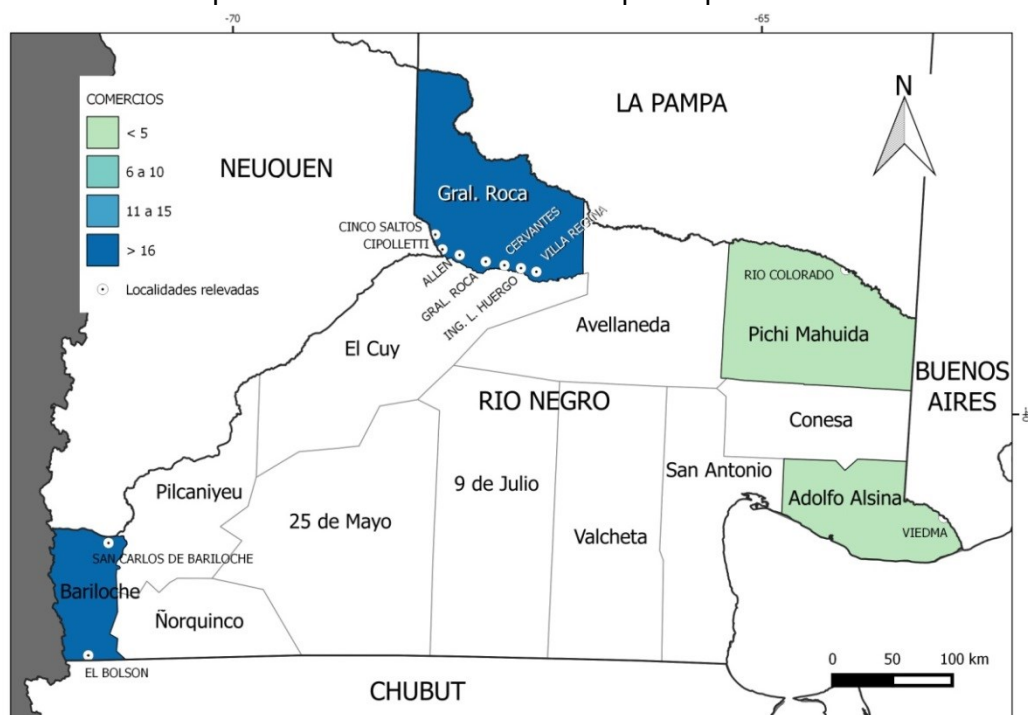 -70
-65
COMERCIOS
< 5
6 a 10
11 a 15
> 16
Localidades relevadas
N
LA PAMPA
NEUOUEN
Gral. Roca
CINCO SALTOS
CIPOLLETTI
ALLEN
GRAL. ROCA
ING. L. HUERGO
CERVANTES
VILLA REGINA
RIO COLORADO
Pichi Mahuida
Avellaneda
El Cuy
BUENOS
AIRES
RIO NEGRO
Conesa
San Antonio
Adolfo Alsina
VIEDMA
Pilcaniyeu
25 de Mayo
9 de Julio
Valcheta
SAN CARLOS DE BARILOCHE
Bariloche
Ñorquinco
EL BOLSON
CHUBUT
0 50 100 km